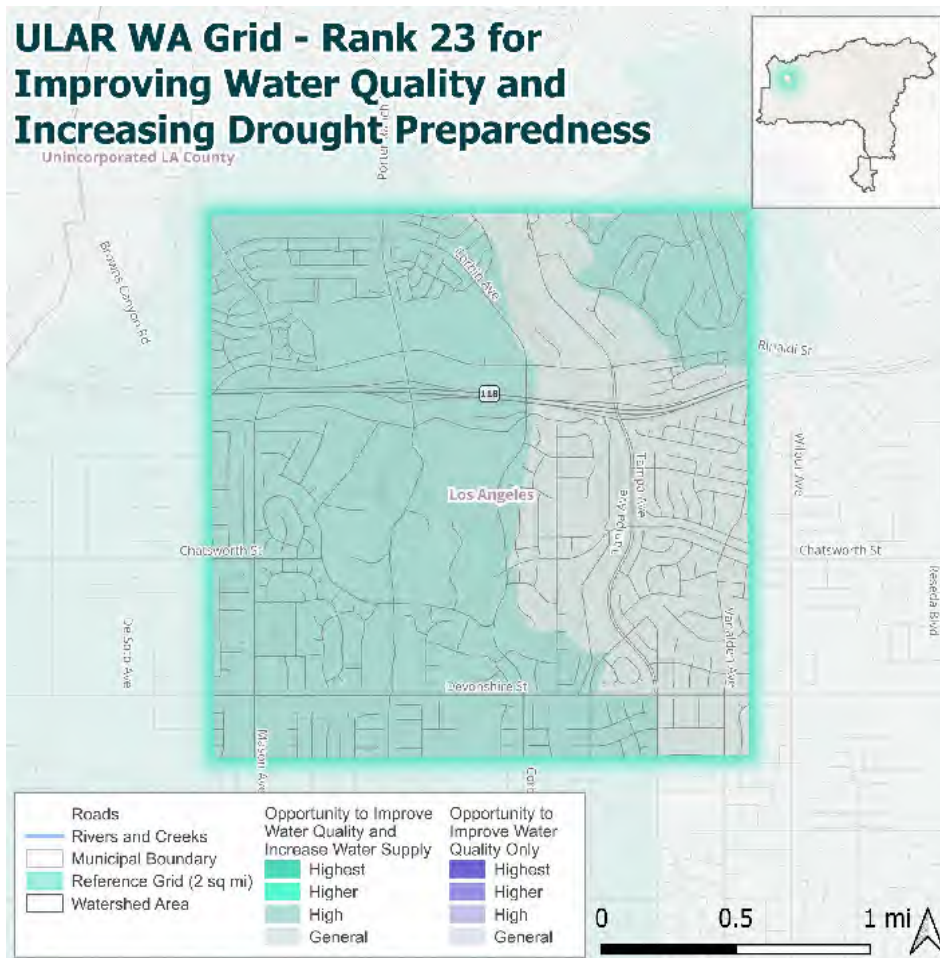 ULAR WA Grid - Rank 23 for
Improving Water Quality and
Increasing Drought Preparedness
Unincorporated LA County
Porter Ranch
Browns Canyon Rd
Corbin Ave
Rinaldi St
118
Wilbur Ave
Los Angeles
Tampa Ave
Chatsworth St
Chatsworth St
Reseda Blvd
De Soto Ave
Vanalden Ave
Devonshire St
Mason Ave
Roads
Rivers and Creeks
Municipal Boundary
Reference Grid (2 sq mi)
Watershed Area
Opportunity to Improve
Water Quality and
Increase Water Supply
Highest
Higher
High
General
Opportunity to
Improve Water
Quality Only
Highest
Higher
High
General
0 0.5 1 mi